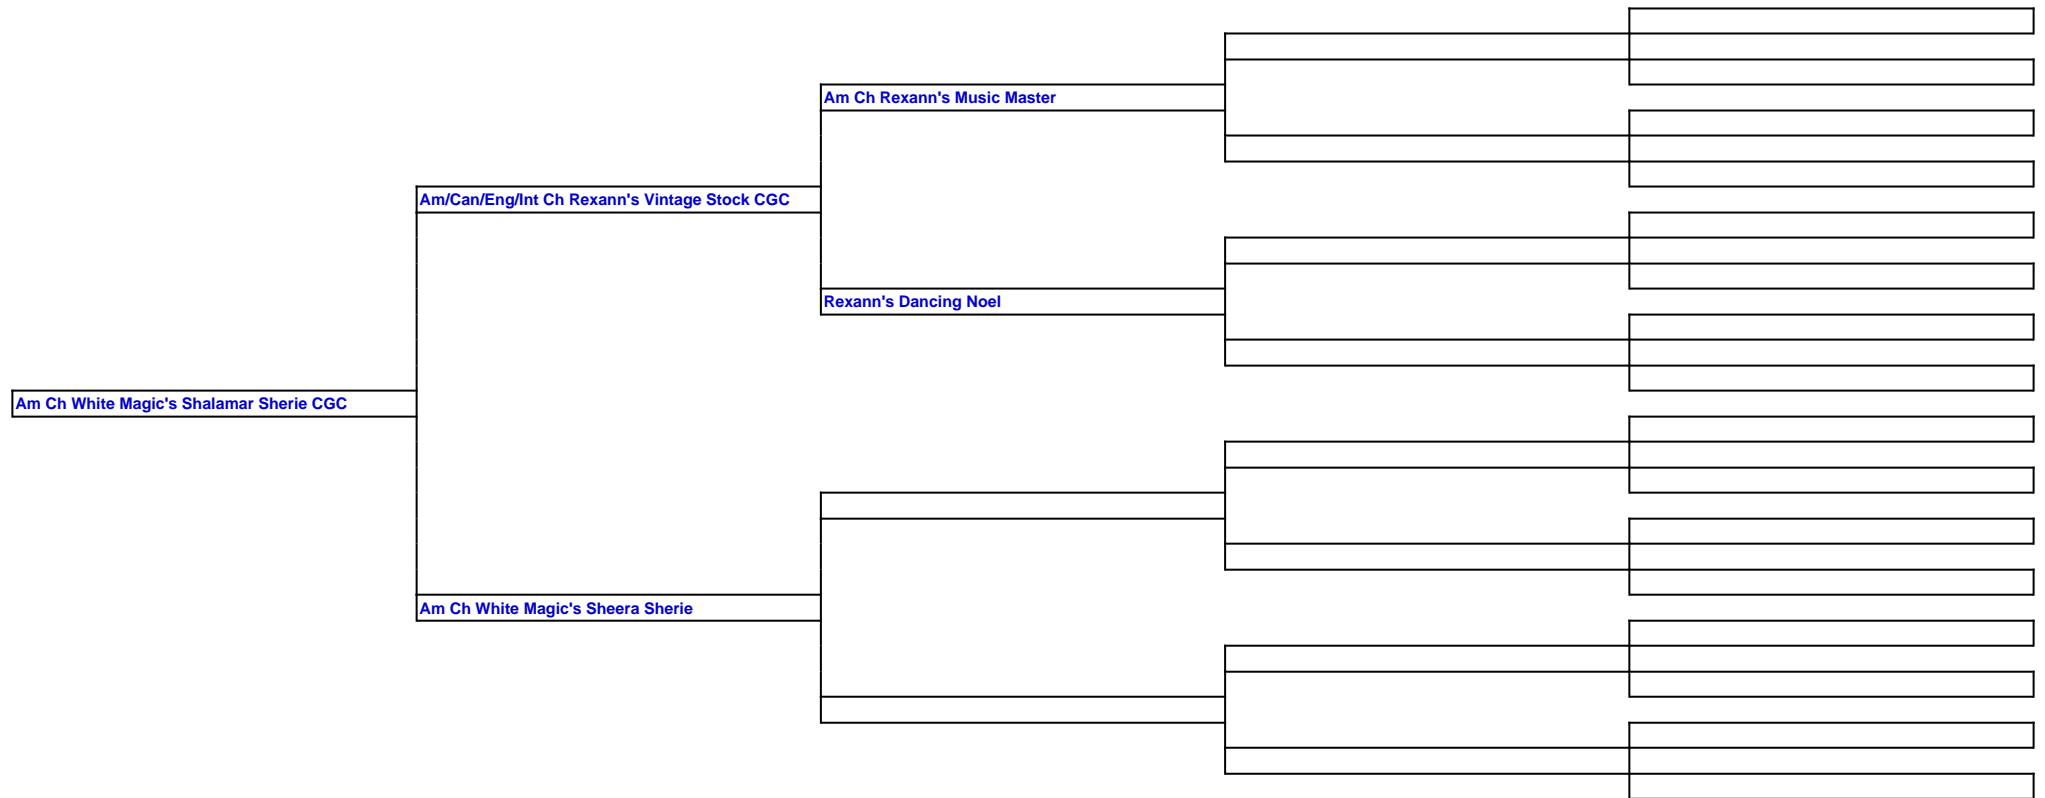 Am Ch Rexann's Music Master
Am/Can/Eng/Int Ch Rexann's Vintage Stock CGC
Rexann's Dancing Noel
Am Ch White Magic's Shalamar Sherie CGC
Am Ch White Magic's Sheera Sherie